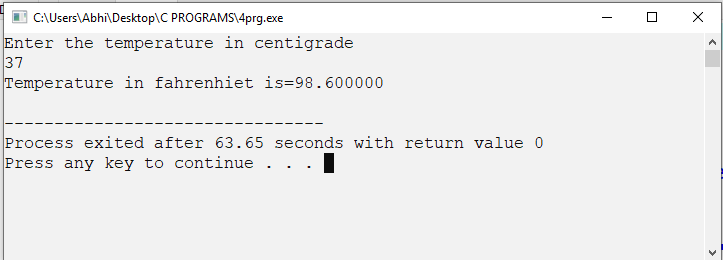 C:\Users\Abhi\Desktop\C PROGRAMS\4prg.exe
Enter the temperature in centigrade
37
Temperature in fahrenhiet is=98.600000
--------------------------------
Process exited after 63.65 seconds with return value 0
Press any key to continue . . .